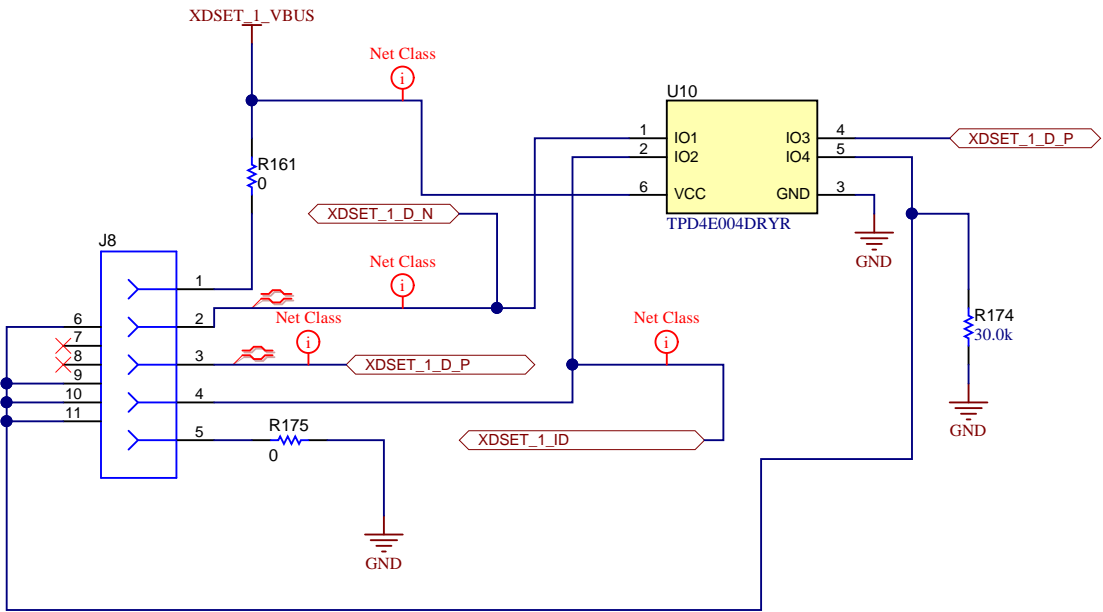 XDSET_1_VBUS
Net Class
i
U10
1
IO1
IO3
4
XDSET_1_D_P
2
IO2
IO4
5
R161
0
6
VCC
GND
3
TPD4E004DRYR
XDSET_1_D_N
J8
GND
Net Class
i
1
6
2
Net Class
i
Net Class
i
R174
30.0k
7
8
3
XDSET_1_D_P
9
10
4
11
R175
0
5
XDSET_1_ID
GND
GND